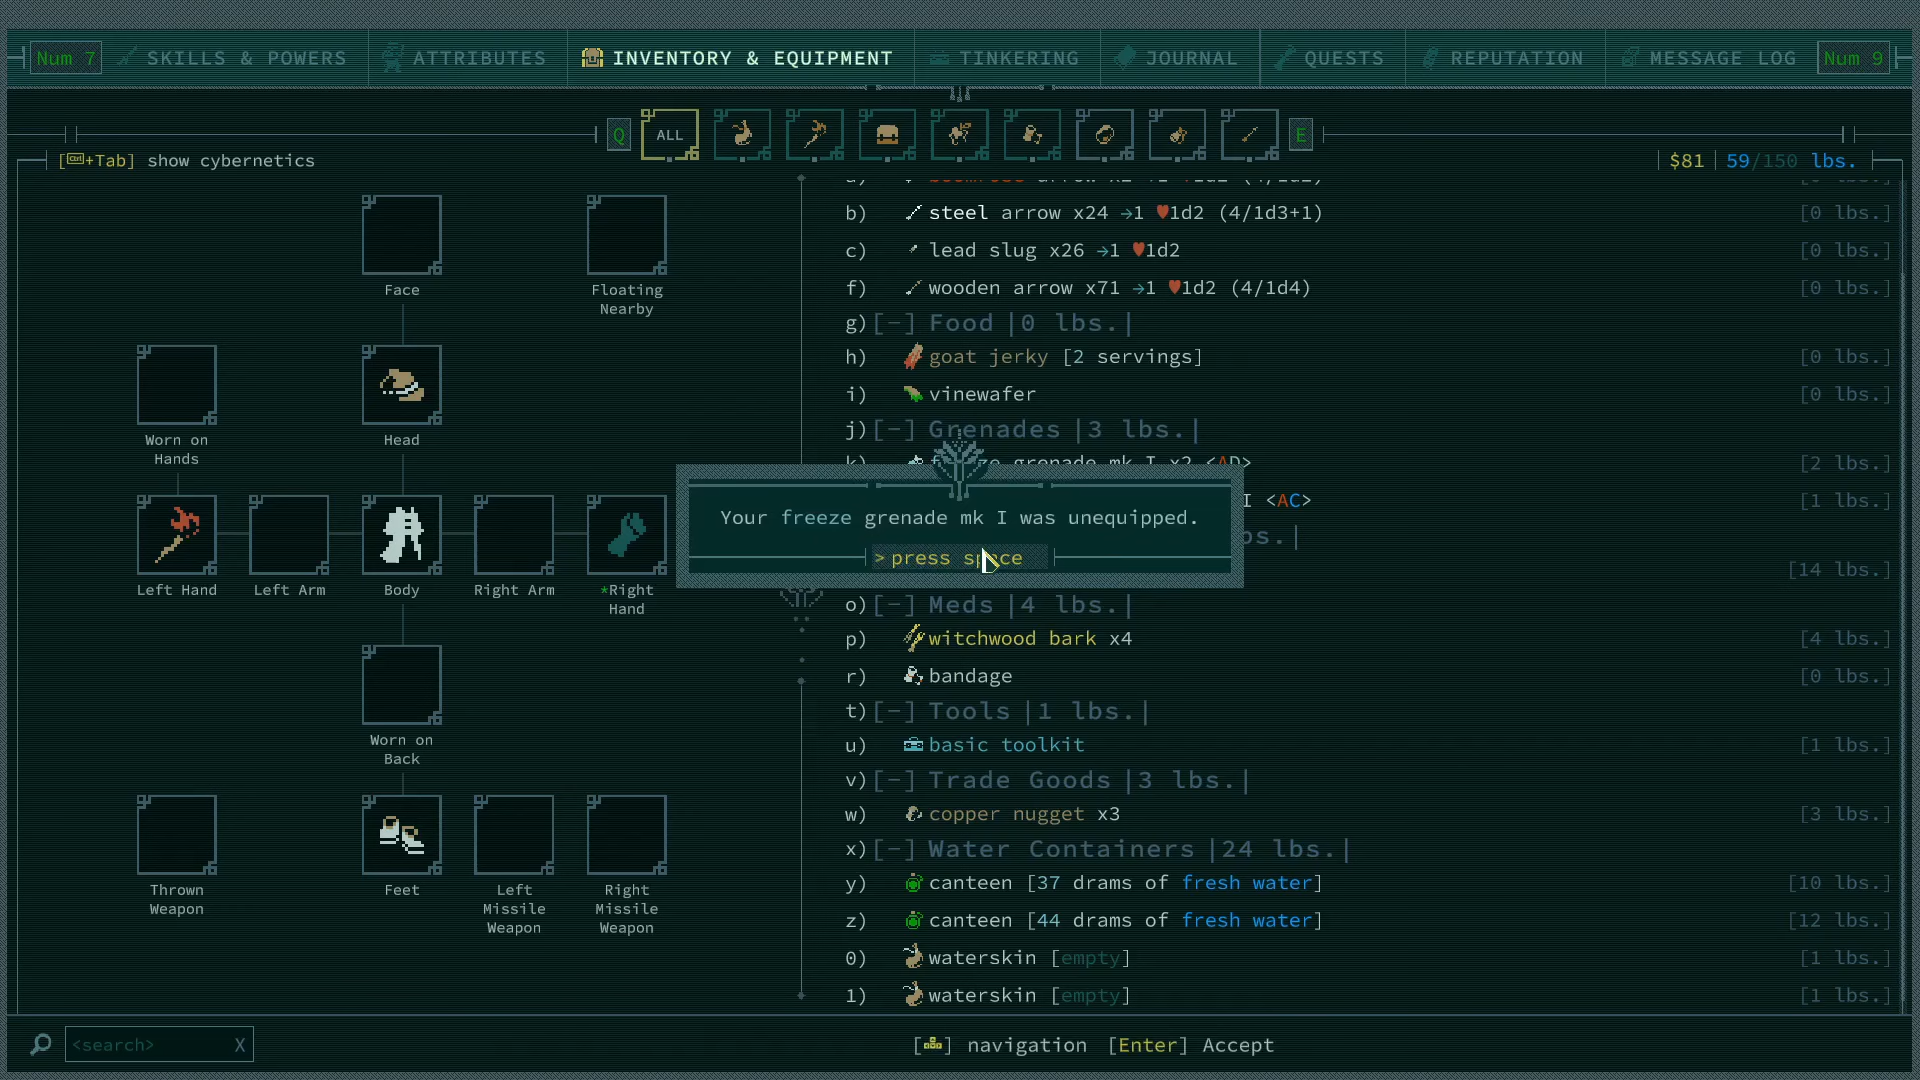 Num 7 SKILLS & POWERS ATTRIBUTES INVENTORY & EQUIPMENT TINKERING JOURNAL QUESTS REPUTATION MESSAGE LOG Num 9
Q ALL E
[Ctrl+Tab] show cybernetics
$81 59/150 lbs.
b) steel arrow x24 →1 ♥1d2 (4/1d3+1) [0 lbs.]
c) lead slug x26 →1 ♥1d2 [0 lbs.]
f) wooden arrow x71 →1 ♥1d2 (4/1d4) [0 lbs.]
g) [-] Food |0 lbs.|
h) goat jerky [2 servings] [0 lbs.]
i) vinewafer [0 lbs.]
j) [-] Grenades |3 lbs.|
k) freeze grenade mk I x2 <AD> [2 lbs.]
I <AC> [1 lbs.]
lbs.|
[14 lbs.]
o) [-] Meds |4 lbs.|
p) witchwood bark x4 [4 lbs.]
r) bandage [0 lbs.]
t) [-] Tools |1 lbs.|
u) basic toolkit [1 lbs.]
v) [-] Trade Goods |3 lbs.|
w) copper nugget x3 [3 lbs.]
x) [-] Water Containers |24 lbs.|
y) canteen [37 drams of fresh water] [10 lbs.]
z) canteen [44 drams of fresh water] [12 lbs.]
0) waterskin [empty] [1 lbs.]
1) waterskin [empty] [1 lbs.]
Face
Floating
Nearby
Worn on
Hands
Head
Left Hand
Left Arm
Body
Right Arm
*Right
Hand
Worn on
Back
Thrown
Weapon
Feet
Left
Missile
Weapon
Right
Missile
Weapon
Your freeze grenade mk I was unequipped.
> press space
<search> X
navigation [Enter] Accept